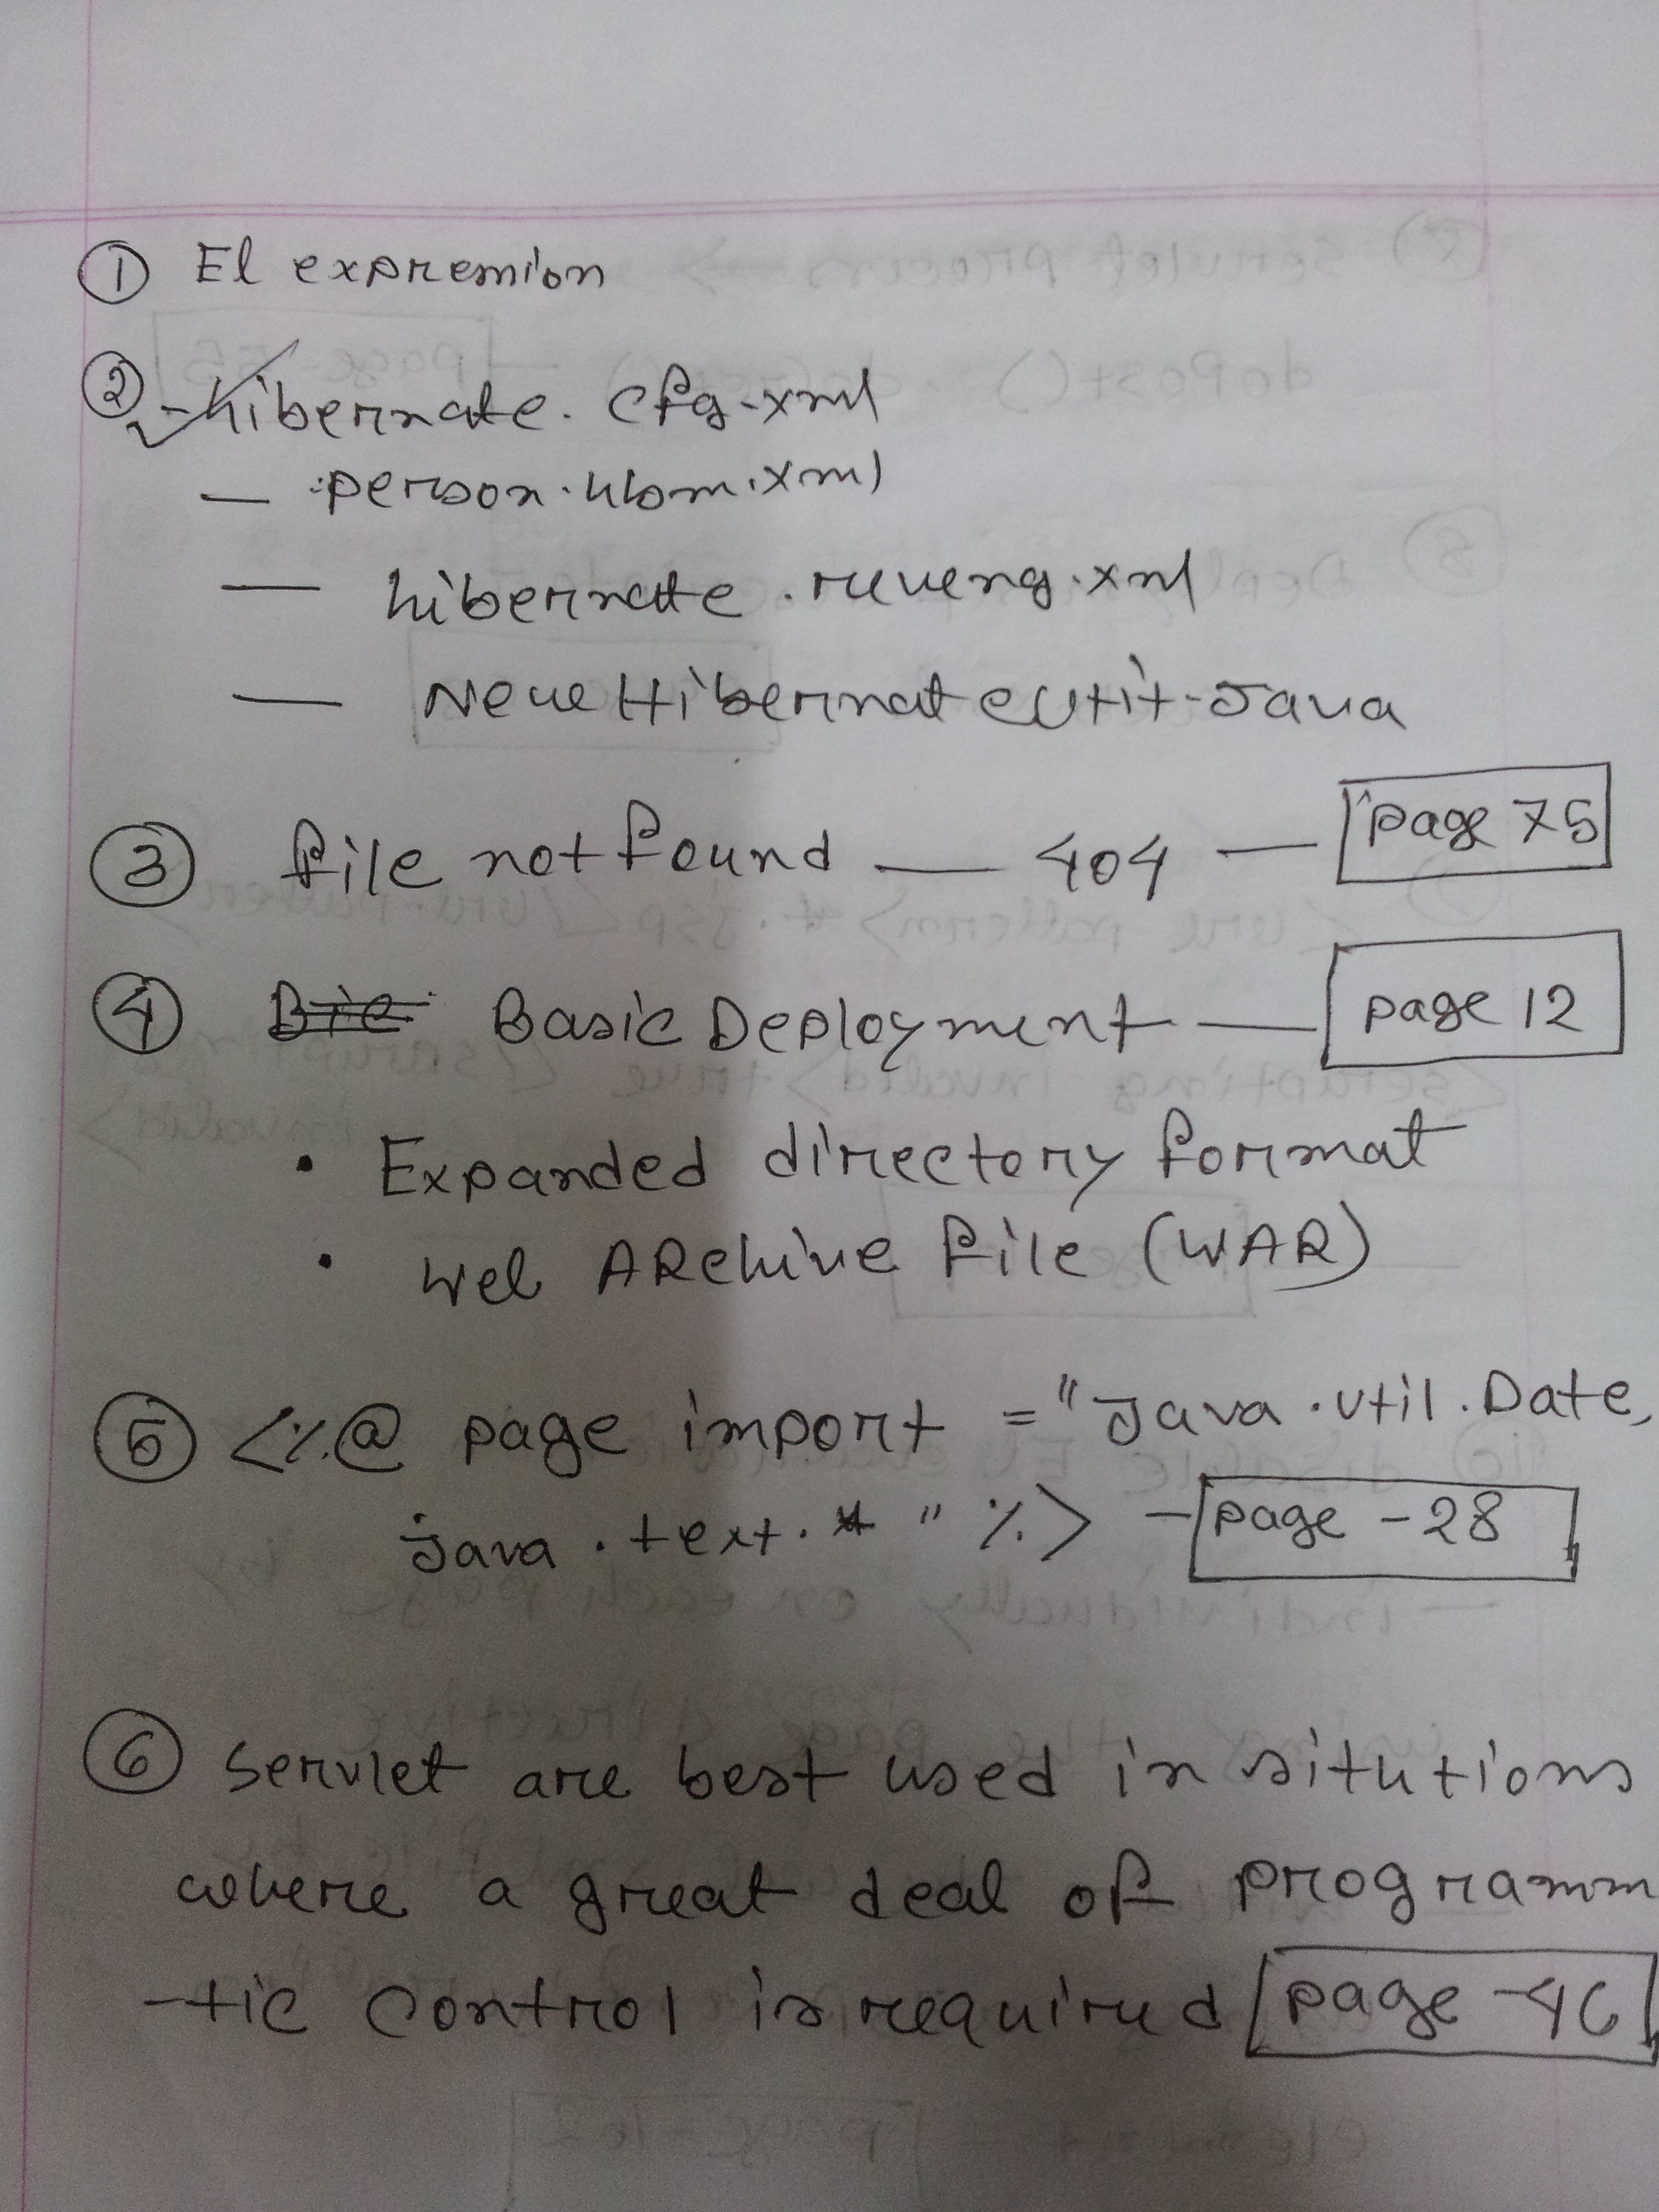 ① El expression
② - hibernate.cfg.xml
— person.hbm.xml
— hibernate.reveng.xml
— NewHibernateUtil.Java
③ file not found — 404 — page 75
④ Basic Deployment — page 12
• Expanded directory format
• Web ARchive file (WAR)
⑤ <%@ page import = "Java.util.Date,
java.text.* " %> - page - 28
⑥ Servlet are best used in situtions
where a great deal of programm
-tic control is required page - 46